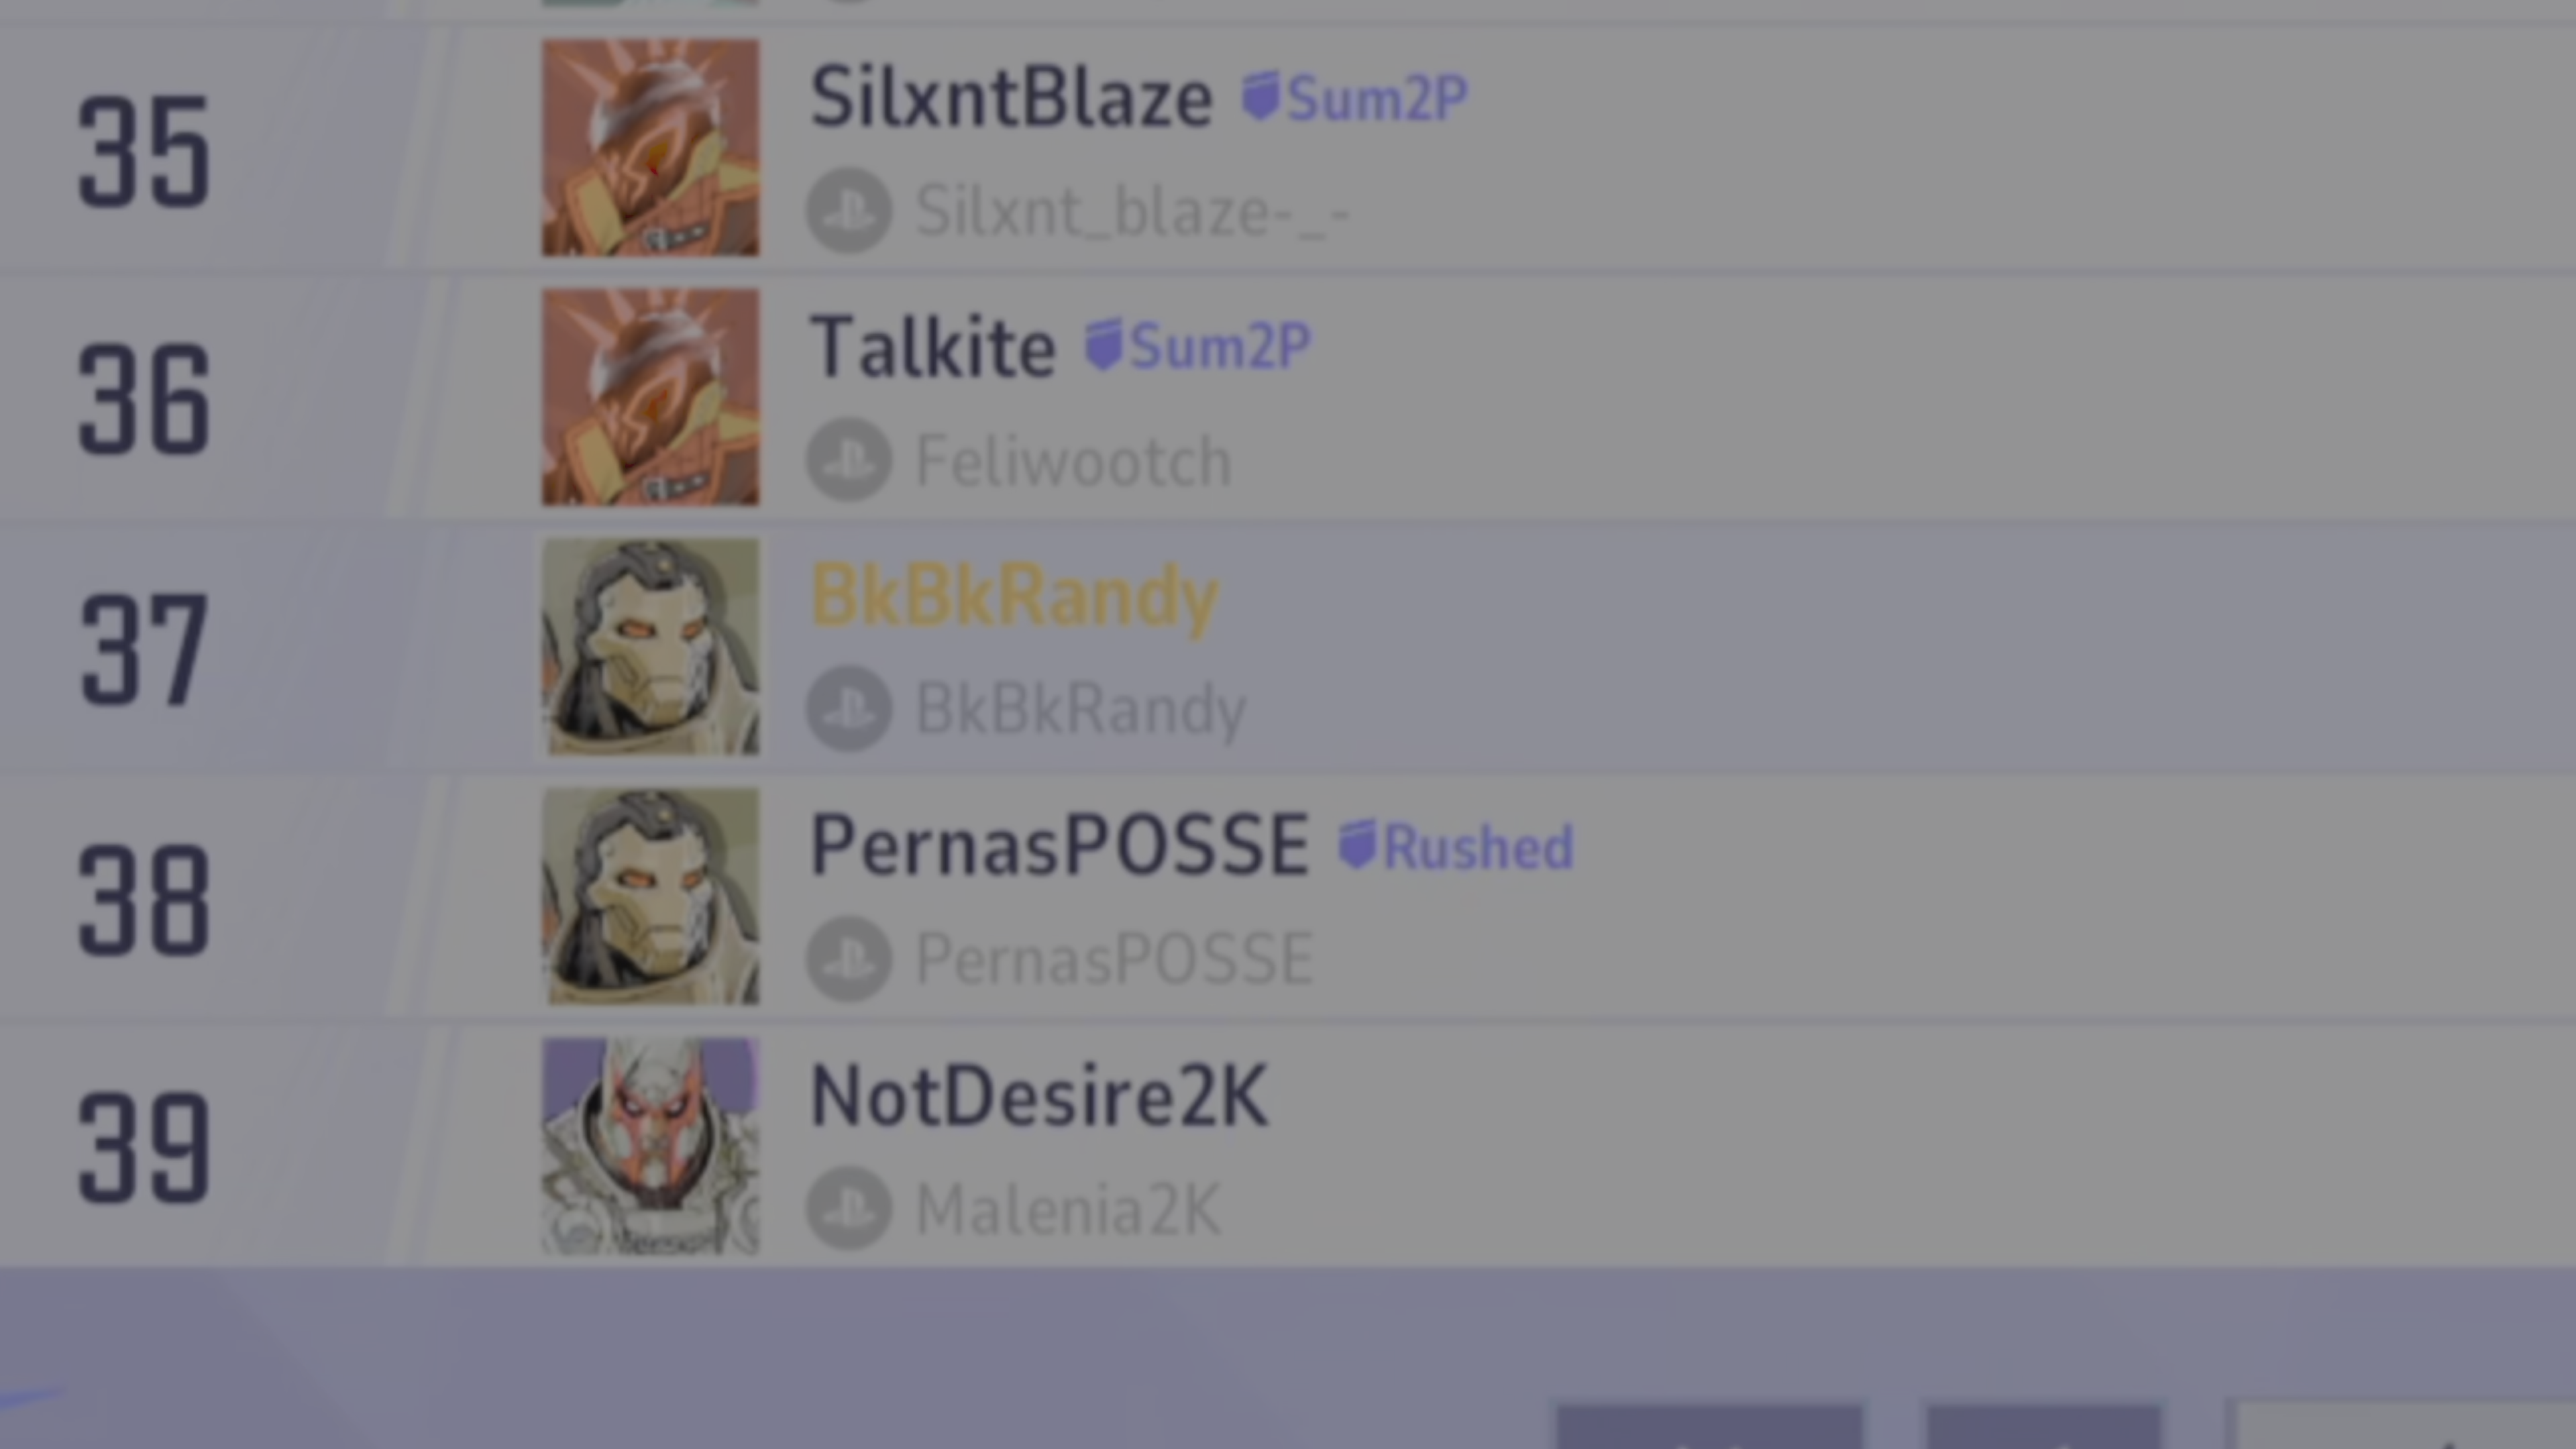 35
SilxntBlaze Sum2P
Silxnt_blaze-_-
36
Talkite Sum2P
Feliwootch
37
BkBkRandy
BkBkRandy
38
PernasPOSSE Rushed
PernasPOSSE
39
NotDesire2K
Malenia2K